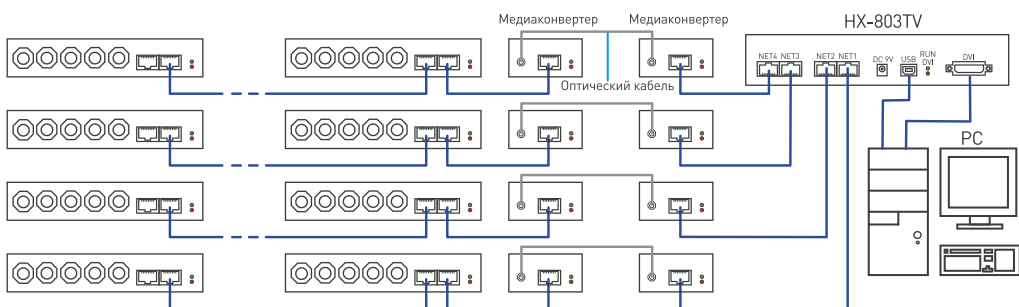 Медиаконвертер Медиаконвертер HX-803TV
NET4 NET3 NET2 NET1 DC 9V USB RUN DVI DVI
Оптический кабель
PC